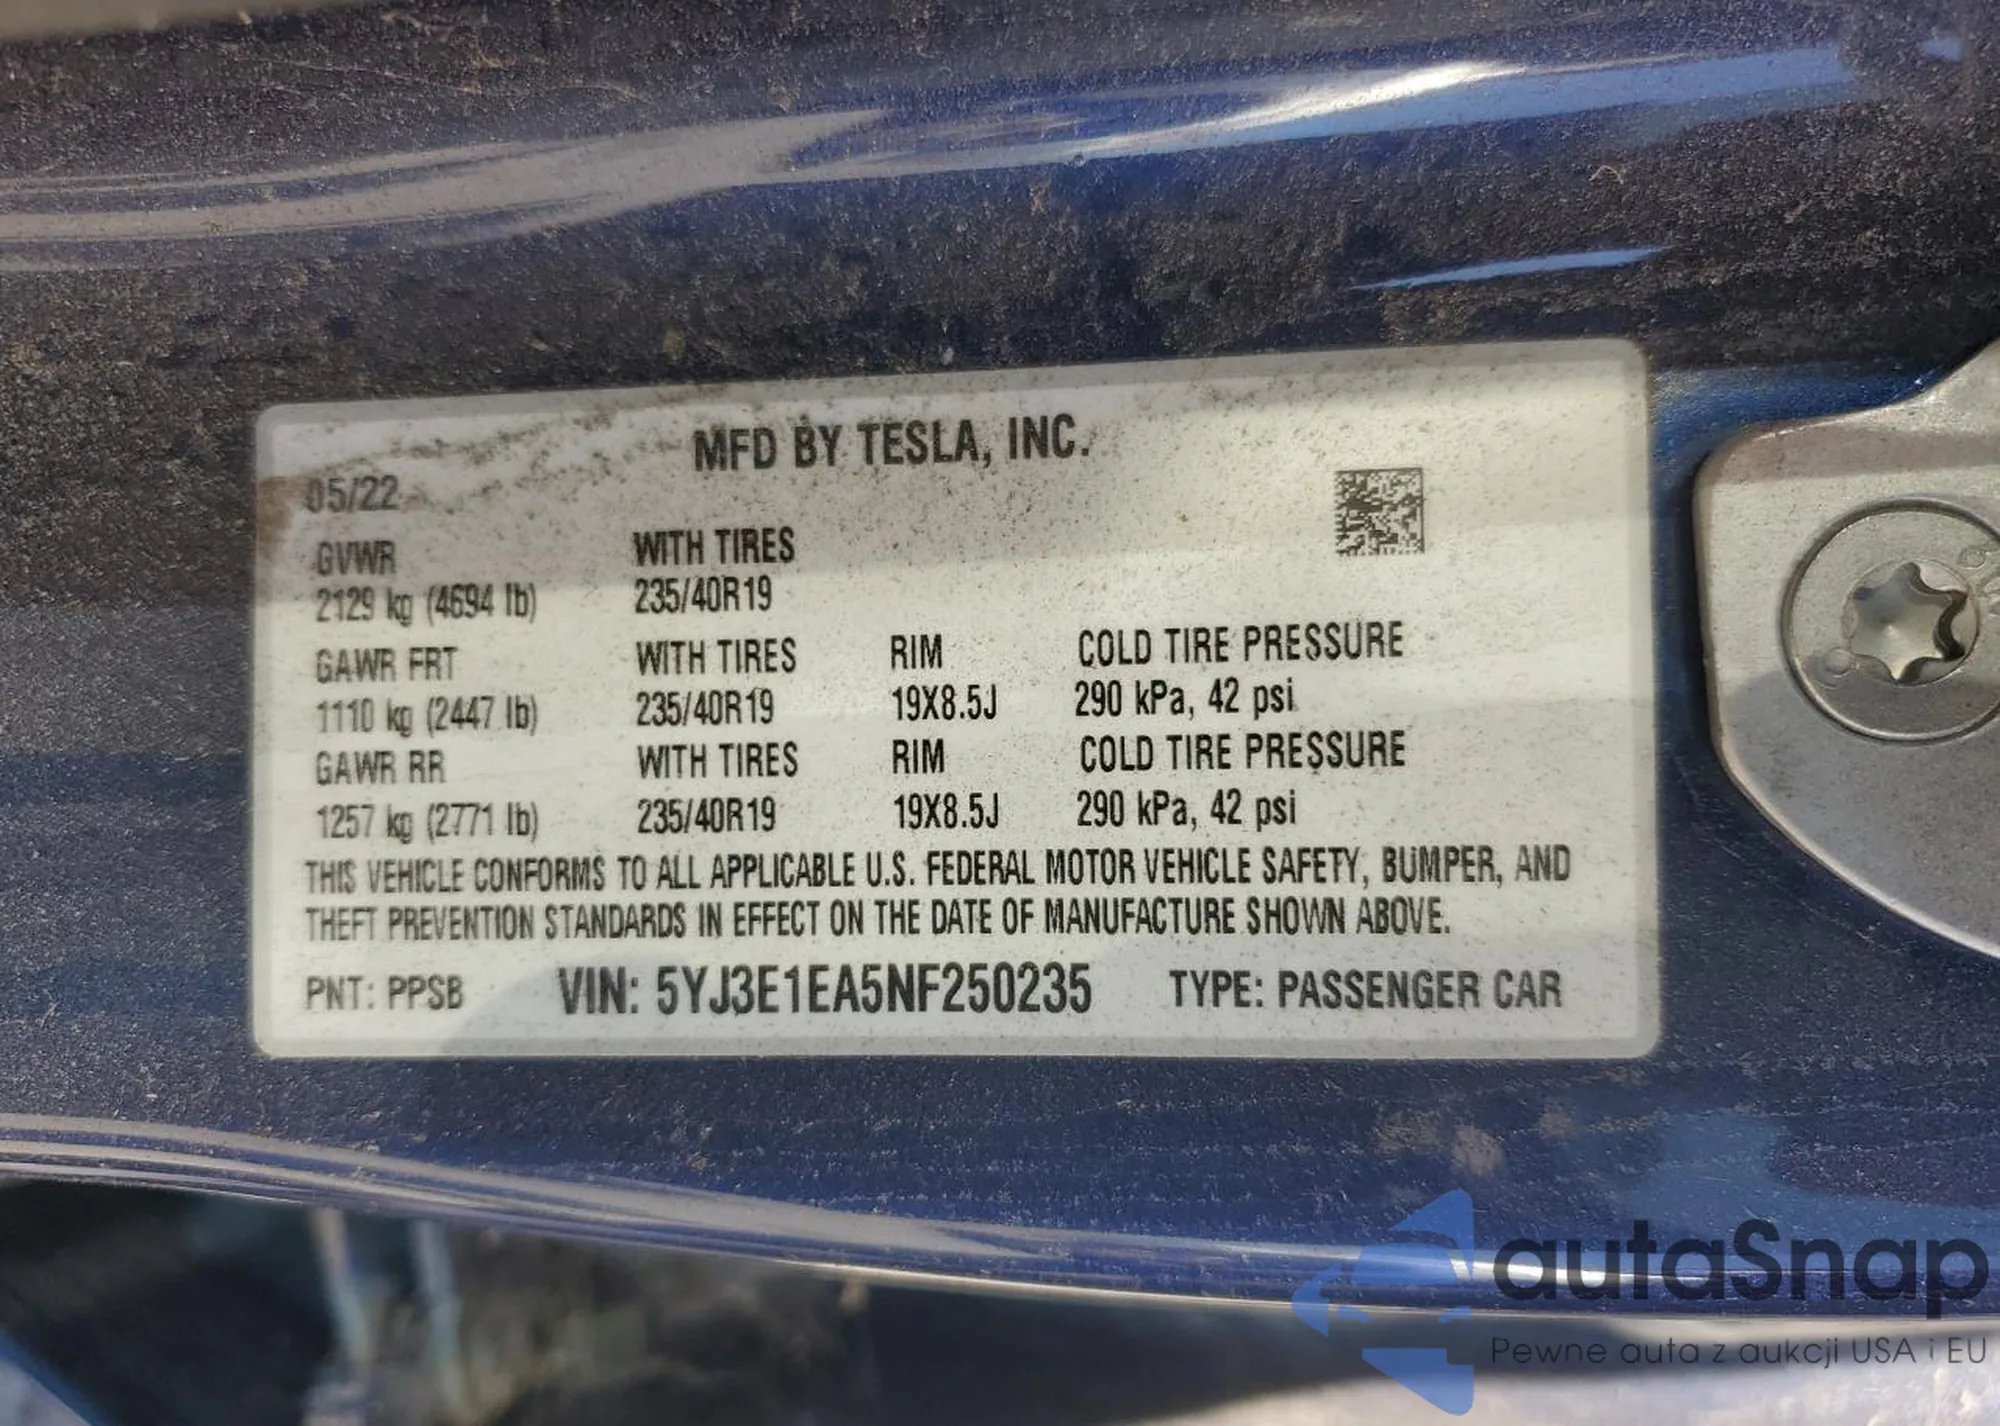 MFD BY TESLA, INC.
05/22
GVWR WITH TIRES
2129 kg (4694 lb) 235/40R19
GAWR FRT WITH TIRES RIM COLD TIRE PRESSURE
1110 kg (2447 lb) 235/40R19 19X8.5J 290 kPa, 42 psi
GAWR RR WITH TIRES RIM COLD TIRE PRESSURE
1257 kg (2771 lb) 235/40R19 19X8.5J 290 kPa, 42 psi
THIS VEHICLE CONFORMS TO ALL APPLICABLE U.S. FEDERAL MOTOR VEHICLE SAFETY, BUMPER, AND
THEFT PREVENTION STANDARDS IN EFFECT ON THE DATE OF MANUFACTURE SHOWN ABOVE.
PNT: PPSB VIN: 5YJ3E1EA5NF250235 TYPE: PASSENGER CAR
autaSnap
Pewne auta z aukcji USA i EU